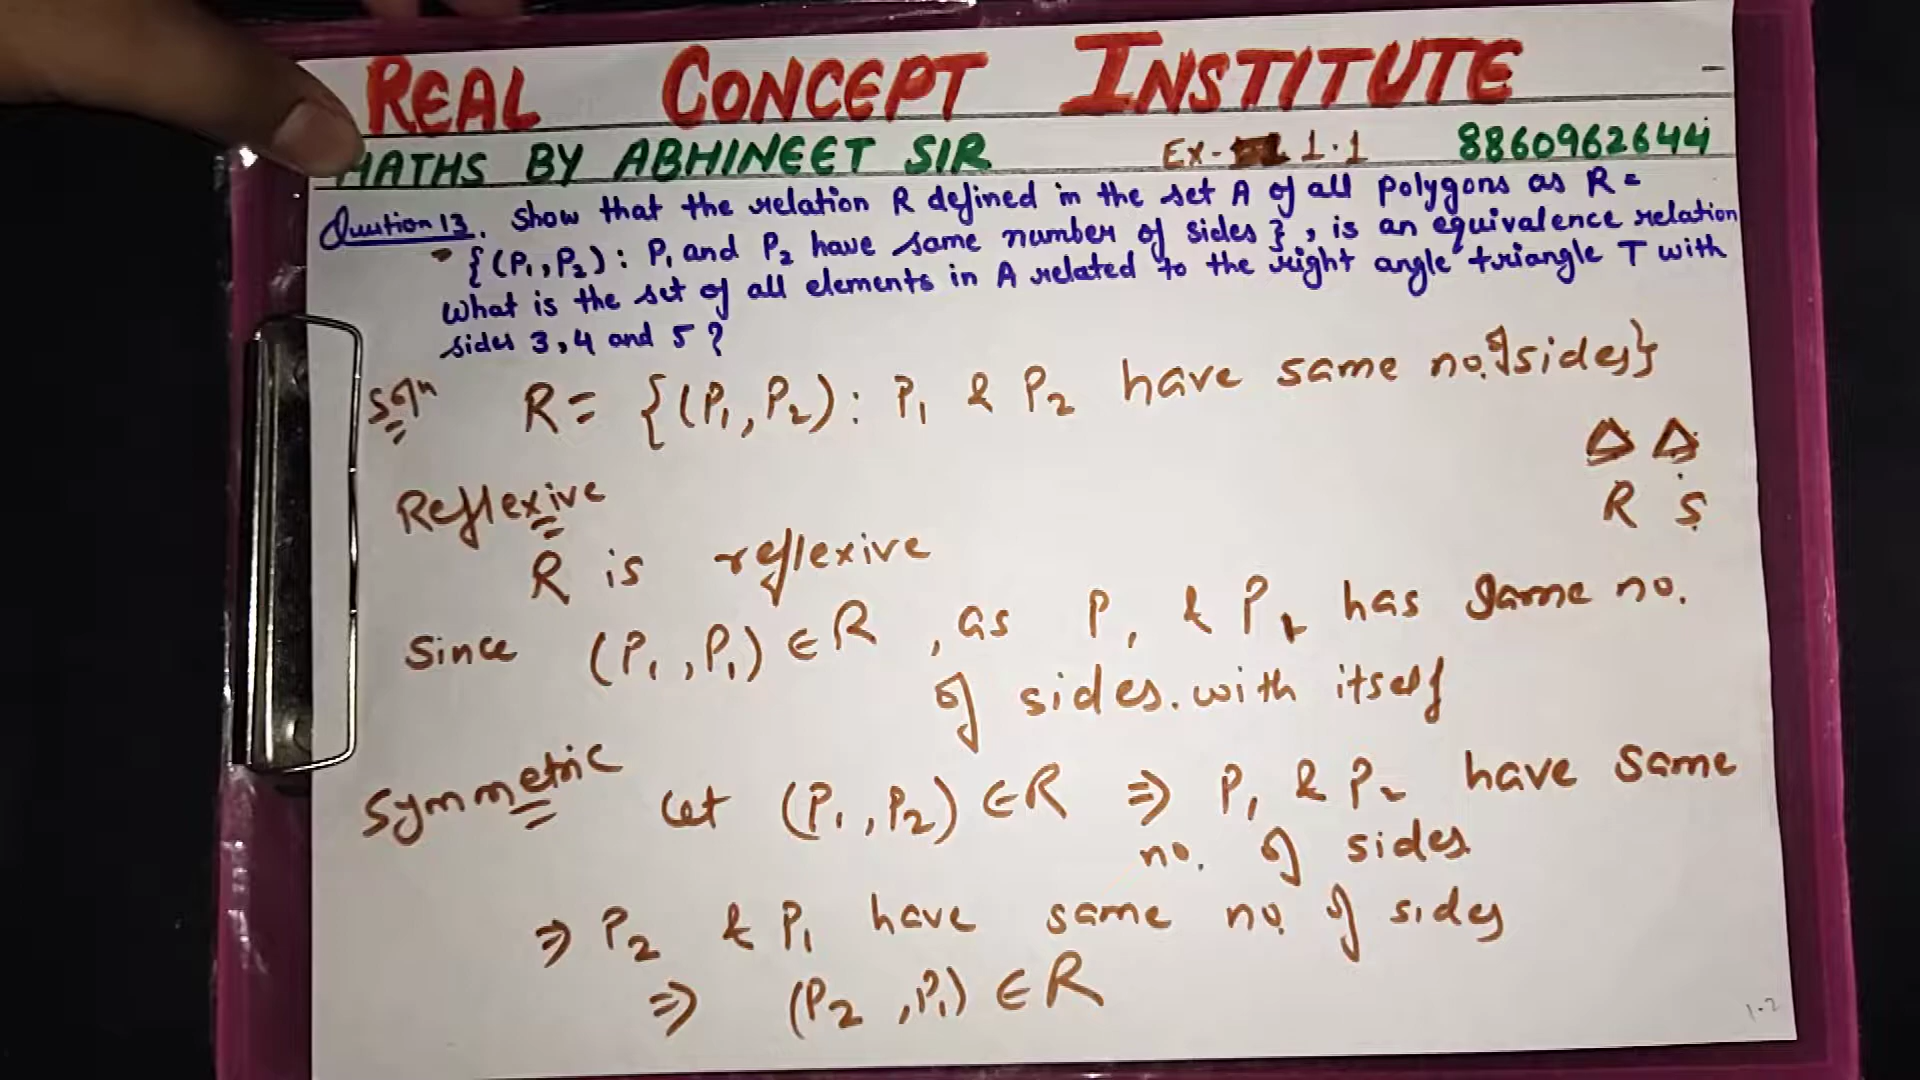 REAL CONCEPT INSTITUTE
MATHS BY ABHINEET SIR EX- 1.1 8860962644
Question 13. Show that the relation R defined in the set A of all polygons as R =
{(P₁,P₂): P₁ and P₂ have same number of sides}, is an equivalence relation
What is the set of all elements in A related to the right angle triangle T with
sides 3,4 and 5?
Solⁿ R= {(P₁,P₂): P₁ & P₂ have same no. of sides}
Δ Δ
Reflexive R S
R is reflexive
Since (P₁,P₁) ∈ R, as P₁ & P₁ has same no.
of sides. with itself
Symmetric Let (P₁,P₂) ∈ R ⇒ P₁ & P₂ have same
no. of sides.
⇒ P₂ & P₁ have same no. of sides
⇒ (P₂,P₁) ∈ R
1.2